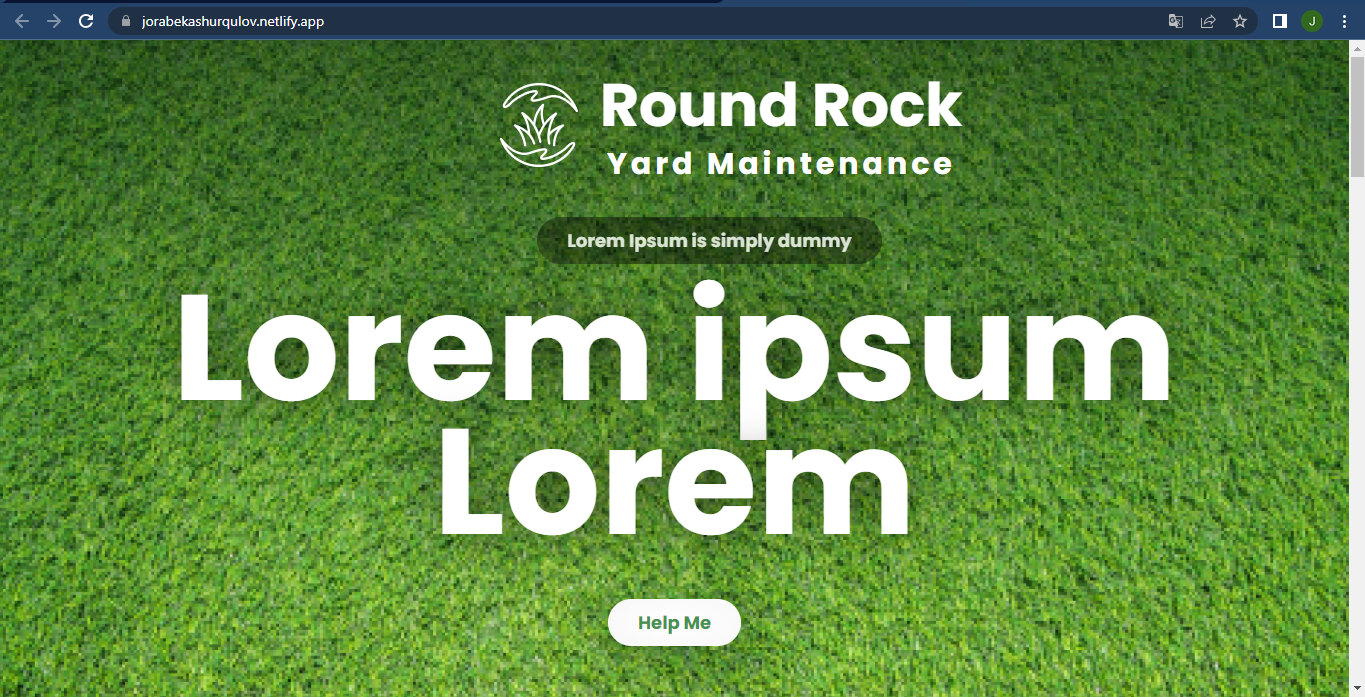 jorabekashurqulov.netlify.app
J
Round Rock
Yard Maintenance
Lorem Ipsum is simply dummy
Lorem ipsum
Lorem
Help Me